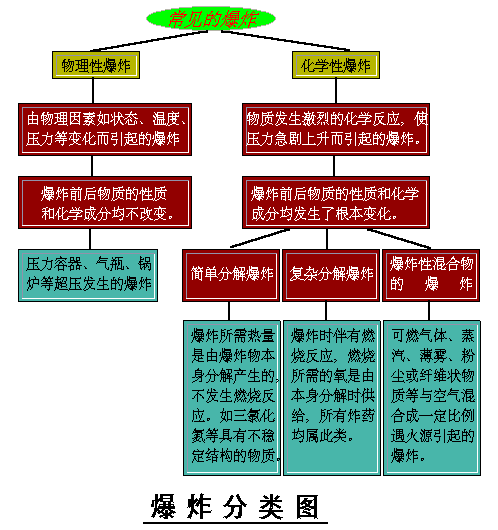 常见的爆炸
物理性爆炸
化学性爆炸
由物理因素如状态、温度、
压力等变化而引起的爆炸
物质发生激烈的化学反应，使
压力急剧上升而引起的爆炸。
爆炸前后物质的性质
和化学成分均不改变。
爆炸前后物质的性质和化学
成分均发生了根本变化。
压力容器、气瓶、锅
炉等超压发生的爆炸
简单分解爆炸
复杂分解爆炸
爆炸性混合物
的爆炸
爆炸所需热量
是由爆炸物本
身分解产生的，
不发生燃烧反
应。如三氯化
氮等具有不稳
定结构的物质。
爆炸时伴有燃
烧反应，燃烧
所需的氧是由
本身分解时供
给，所有炸药
均属此类。
可燃气体、蒸
汽、薄雾、粉
尘或纤维状物
质等与空气混
合成一定比例
遇火源引起的
爆炸。
爆炸分类图